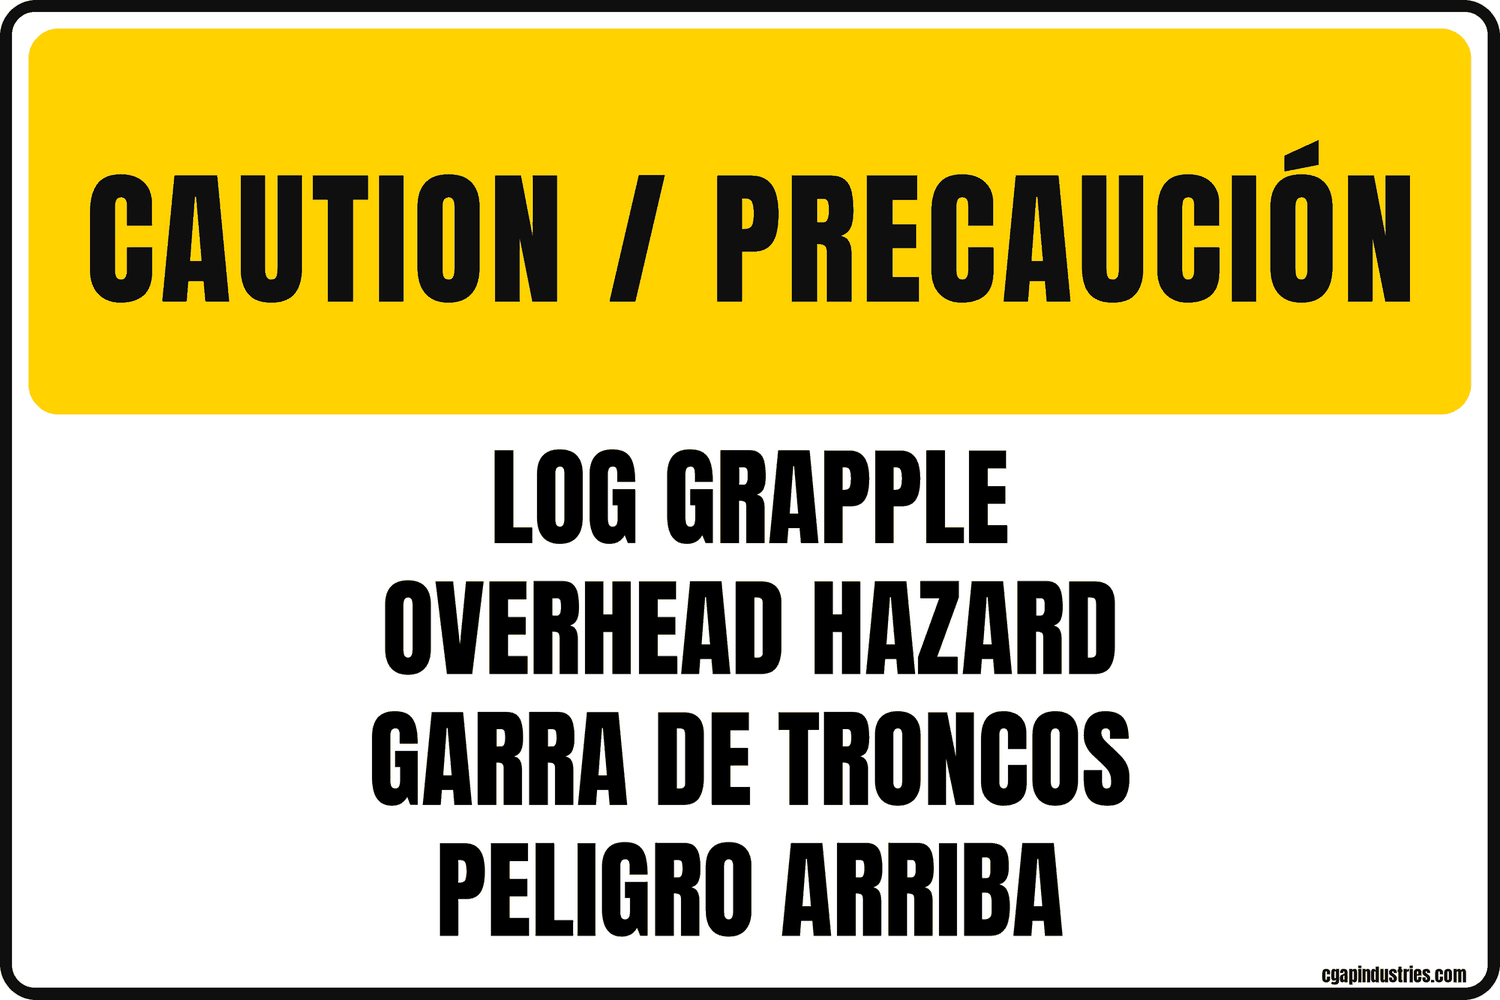 CAUTION / PRECAUCIÓN
LOG GRAPPLE
OVERHEAD HAZARD
GARRA DE TRONCOS
PELIGRO ARRIBA
cgapindustries.com